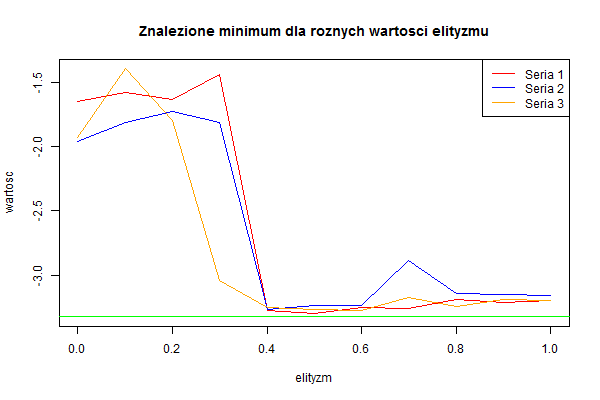 Znalezione minimum dla roznych wartosci elityzmu
Seria 1
Seria 2
Seria 3
-1.5
-2.0
-2.5
-3.0
wartosc
0.0 0.2 0.4 0.6 0.8 1.0
elityzm